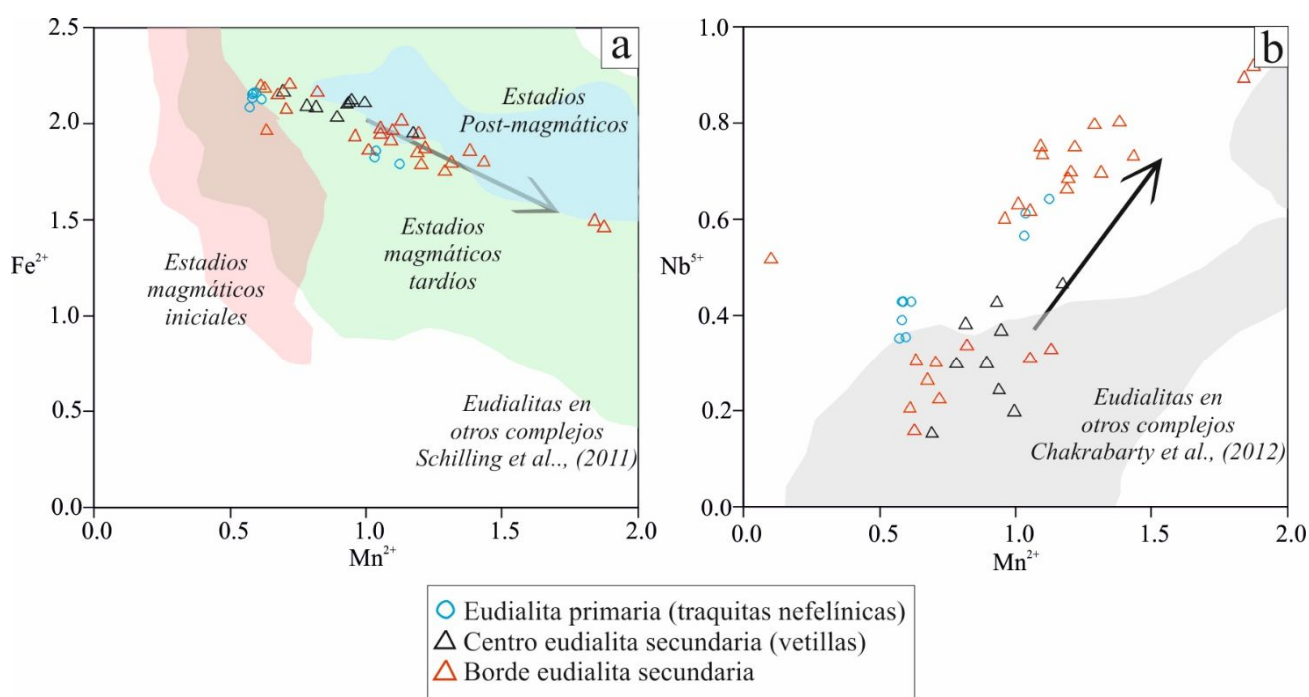 a
2.5
2.0
1.5
1.0
0.5
0.0
Fe²⁺
0.0
0.5
1.0
1.5
2.0
Mn²⁺
Estadios
Post-magmáticos
Estadios
magmáticos
tardíos
Estadios
magmáticos
iniciales
Eudialitas en
otros complejos
Schilling et al.., (2011)
b
1.0
0.8
0.6
0.4
0.2
0.0
Nb⁵⁺
0.0
0.5
1.0
1.5
2.0
Mn²⁺
Eudialitas en
otros complejos
Chakrabarty et al., (2012)
Eudialita primaria (traquitas nefelínicas)
Centro eudialita secundaria (vetillas)
Borde eudialita secundaria